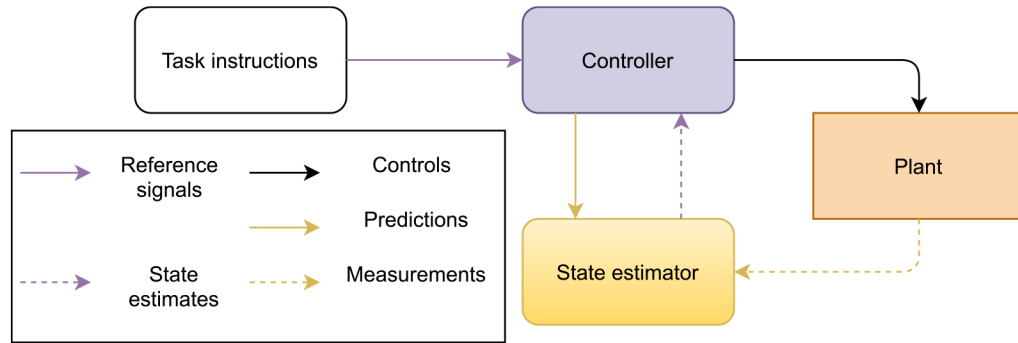 Task instructions
Controller
Plant
State estimator
Reference
signals
Controls
Predictions
State
estimates
Measurements